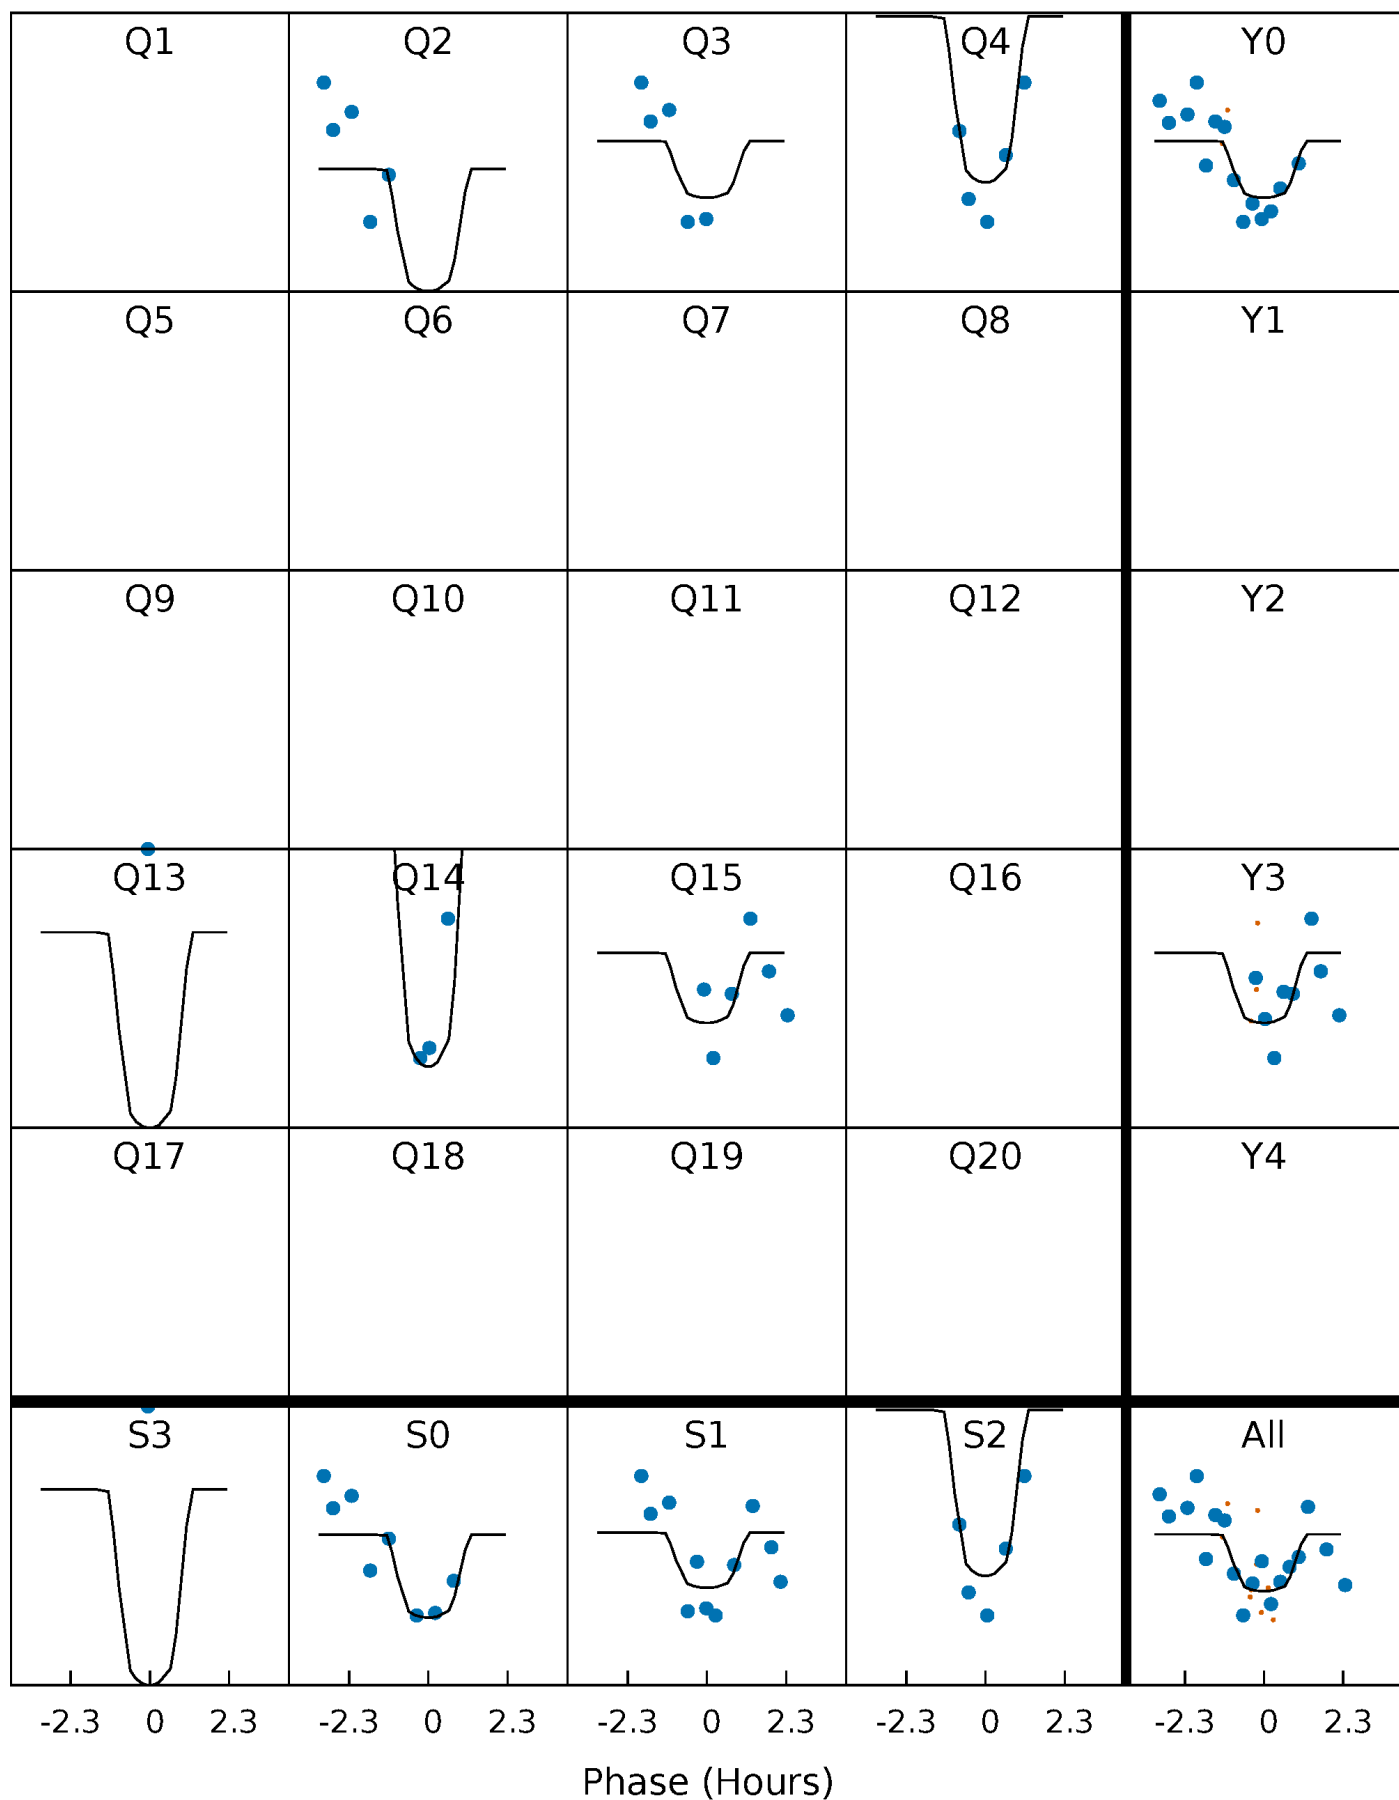 Q1 Q2 Q3 Q4 Y0
Q5 Q6 Q7 Q8 Y1
Q9 Q10 Q11 Q12 Y2
Q13 Q14 Q15 Q16 Y3
Q17 Q18 Q19 Q20 Y4
S3 S0 S1 S2 All
-2.3 0 2.3 -2.3 0 2.3 -2.3 0 2.3 -2.3 0 2.3 -2.3 0 2.3
Phase (Hours)